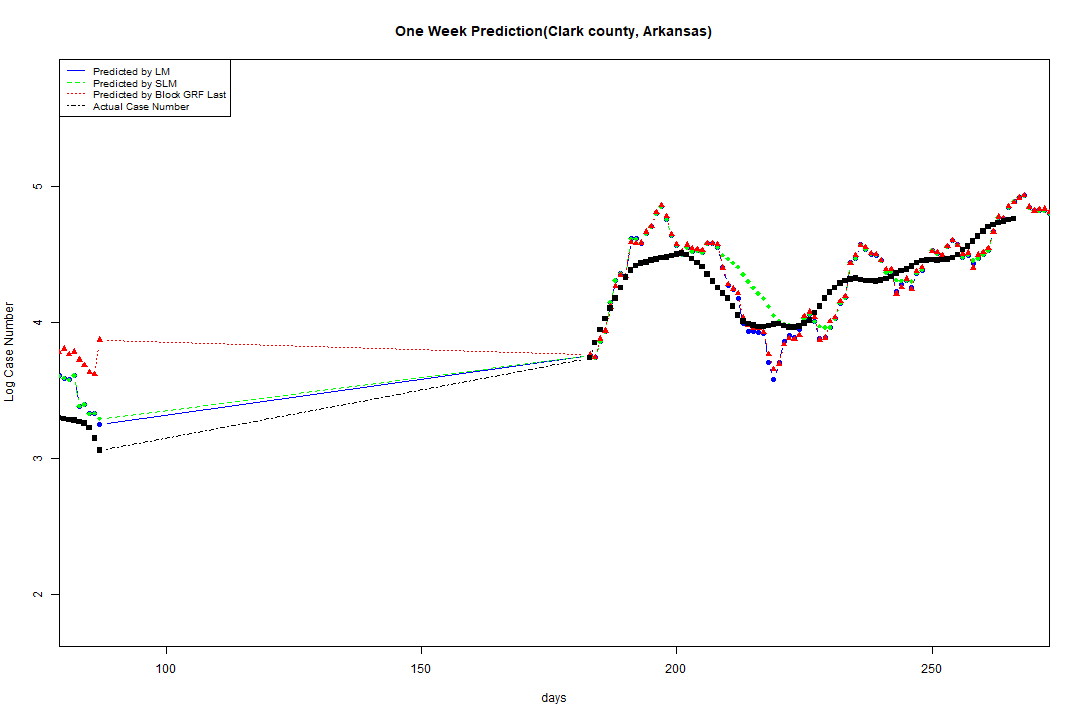 One Week Prediction(Clark county, Arkansas)
Predicted by LM
Predicted by SLM
Predicted by Block GRF Last
Actual Case Number
5
4
3
2
Log Case Number
100 150 200 250
days